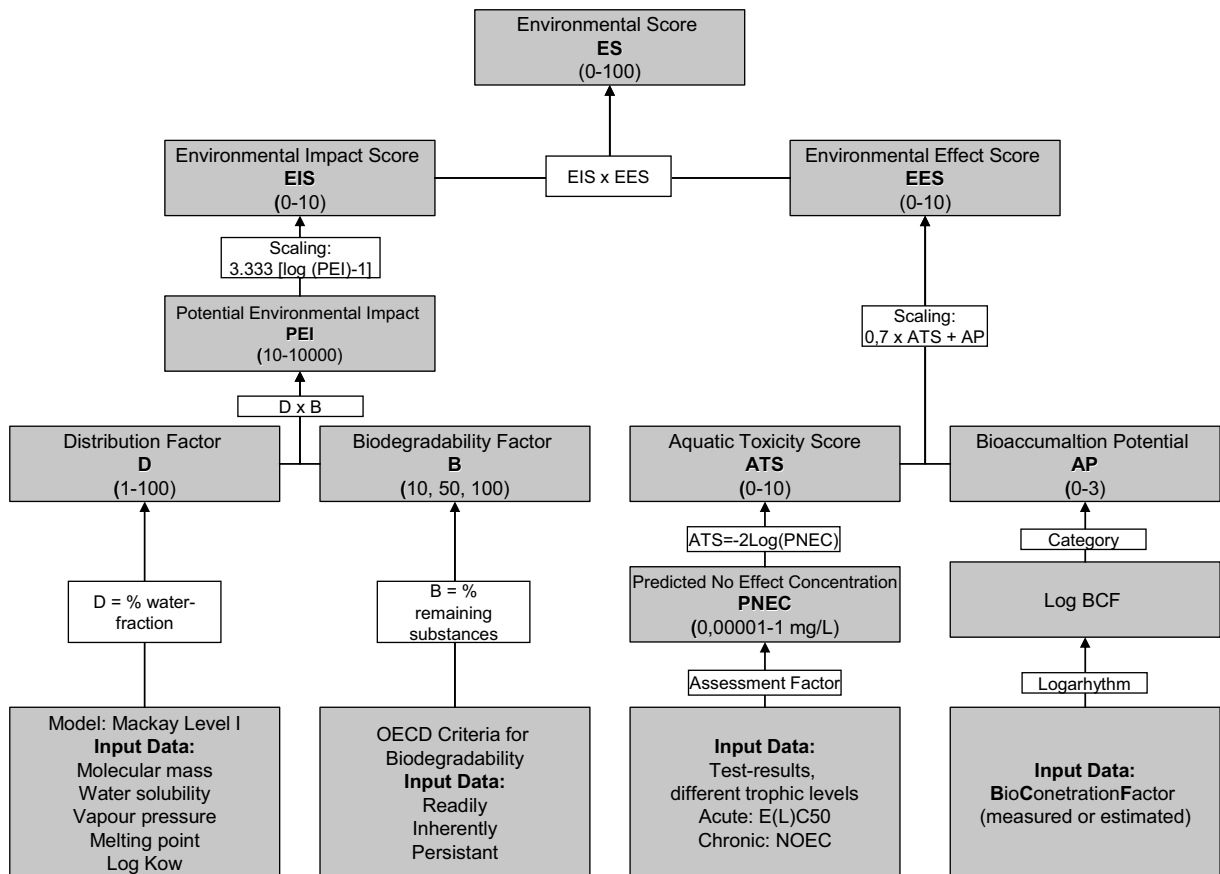 Environmental Score
ES
(0-100)
Environmental Impact Score
EIS
(0-10)
EIS x EES
Environmental Effect Score
EES
(0-10)
Scaling:
3.333 [log (PEI)-1]
Potential Environmental Impact
PEI
(10-10000)
Scaling:
0,7 x ATS + AP
D x B
Distribution Factor
D
(1-100)
Biodegradability Factor
B
(10, 50, 100)
Aquatic Toxicity Score
ATS
(0-10)
Bioaccumaltion Potential
AP
(0-3)
D = % water-
fraction
B = %
remaining
substances
ATS=-2Log(PNEC)
Predicted No Effect Concentration
PNEC
(0,00001-1 mg/L)
Assessment Factor
Category
Log BCF
Logarhythm
Model: Mackay Level I
Input Data:
Molecular mass
Water solubility
Vapour pressure
Melting point
Log Kow
OECD Criteria for
Biodegradability
Input Data:
Readily
Inherently
Persistant
Input Data:
Test-results,
different trophic levels
Acute: E(L)C50
Chronic: NOEC
Input Data:
BioConetrationFactor
(measured or estimated)